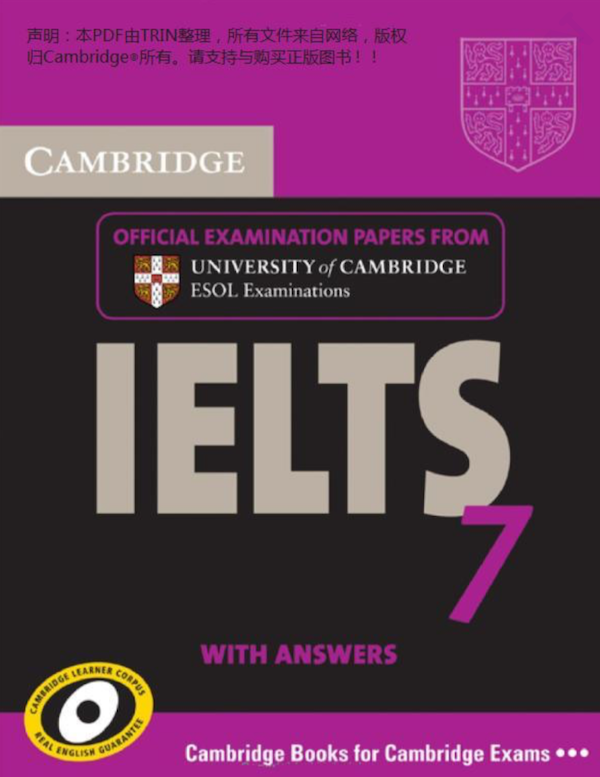 声明：本PDF由TRIN整理，所有文件来自网络，版权
归Cambridge®所有。请支持与购买正版图书！！
CAMBRIDGE
OFFICIAL EXAMINATION PAPERS FROM
UNIVERSITY of CAMBRIDGE
ESOL Examinations
IELTS
7
WITH ANSWERS
CAMBRIDGE LEARNER CORPUS
REAL ENGLISH GUARANTEE
Cambridge Books for Cambridge Exams •••